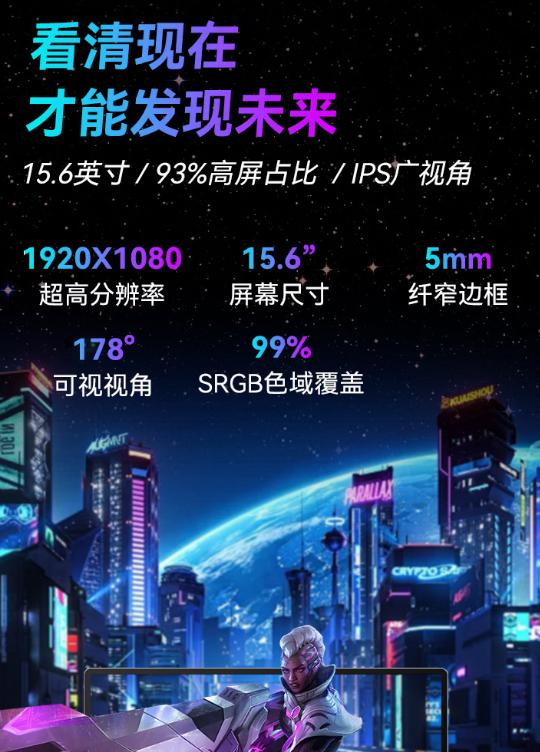 看清现在
才能发现未来
15.6英寸 / 93%高屏占比 / IPS广视角
1920X1080 15.6” 5mm
超高分辨率 屏幕尺寸 纤窄边框
178° 99%
可视视角 SRGB色域覆盖
KUAISHOU
AUGMNT
PARALLAX